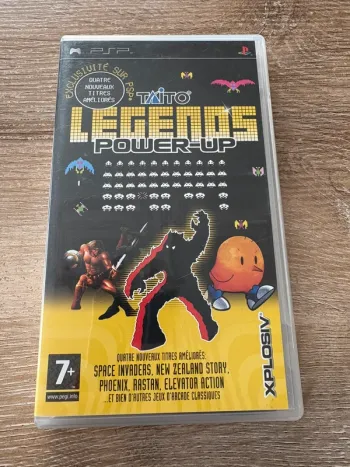 PSP
EXCLUSIVITÉ SUR PSP
QUATRE
NOUVEAUX
TITRES
AMÉLIORÉS
TAITO
LEGENDS
POWER-UP
QUATRE NOUVEAUX TITRES AMÉLIORÉS:
SPACE INVADERS, NEW ZEALAND STORY,
PHOENIX, RASTAN, ELEVATOR ACTION
...ET BIEN D'AUTRES JEUX D'ARCADE CLASSIQUES
7+
www.pegi.info
XPLOSIV